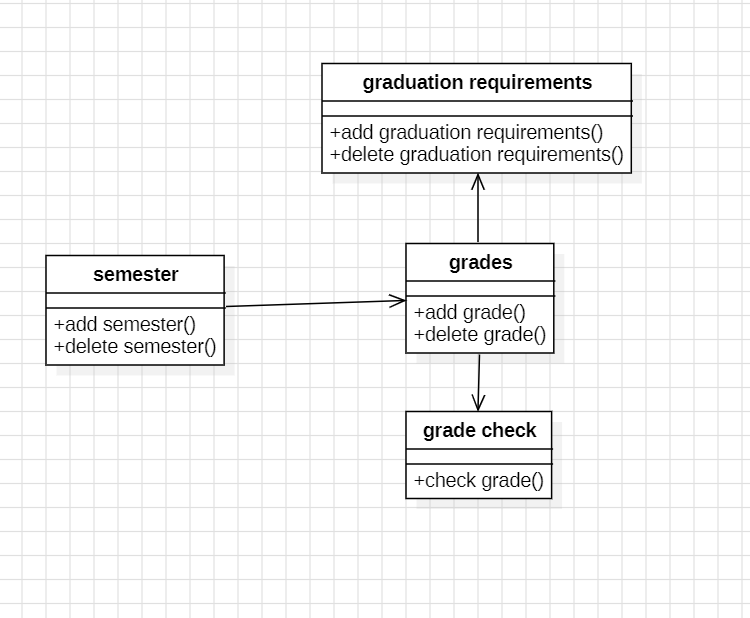 graduation requirements
+add graduation requirements()
+delete graduation requirements()
semester
+add semester()
+delete semester()
grades
+add grade()
+delete grade()
grade check
+check grade()